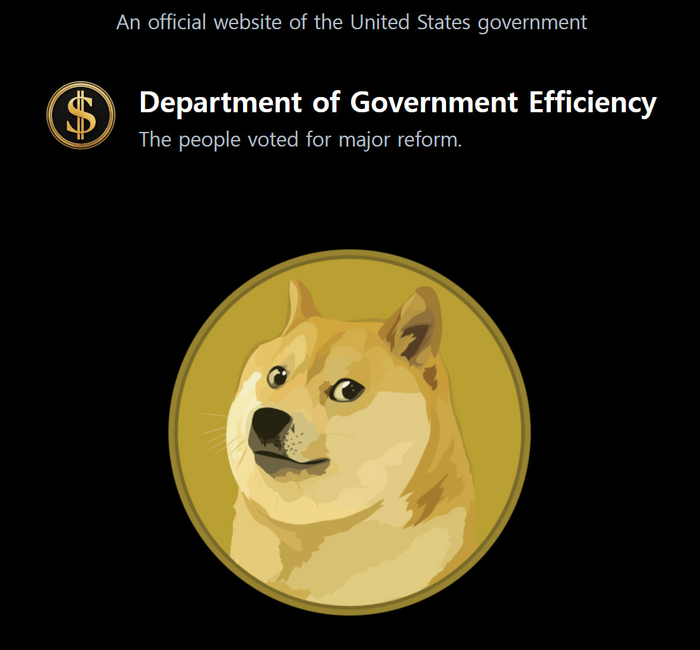 An official website of the United States government
Department of Government Efficiency
The people voted for major reform.